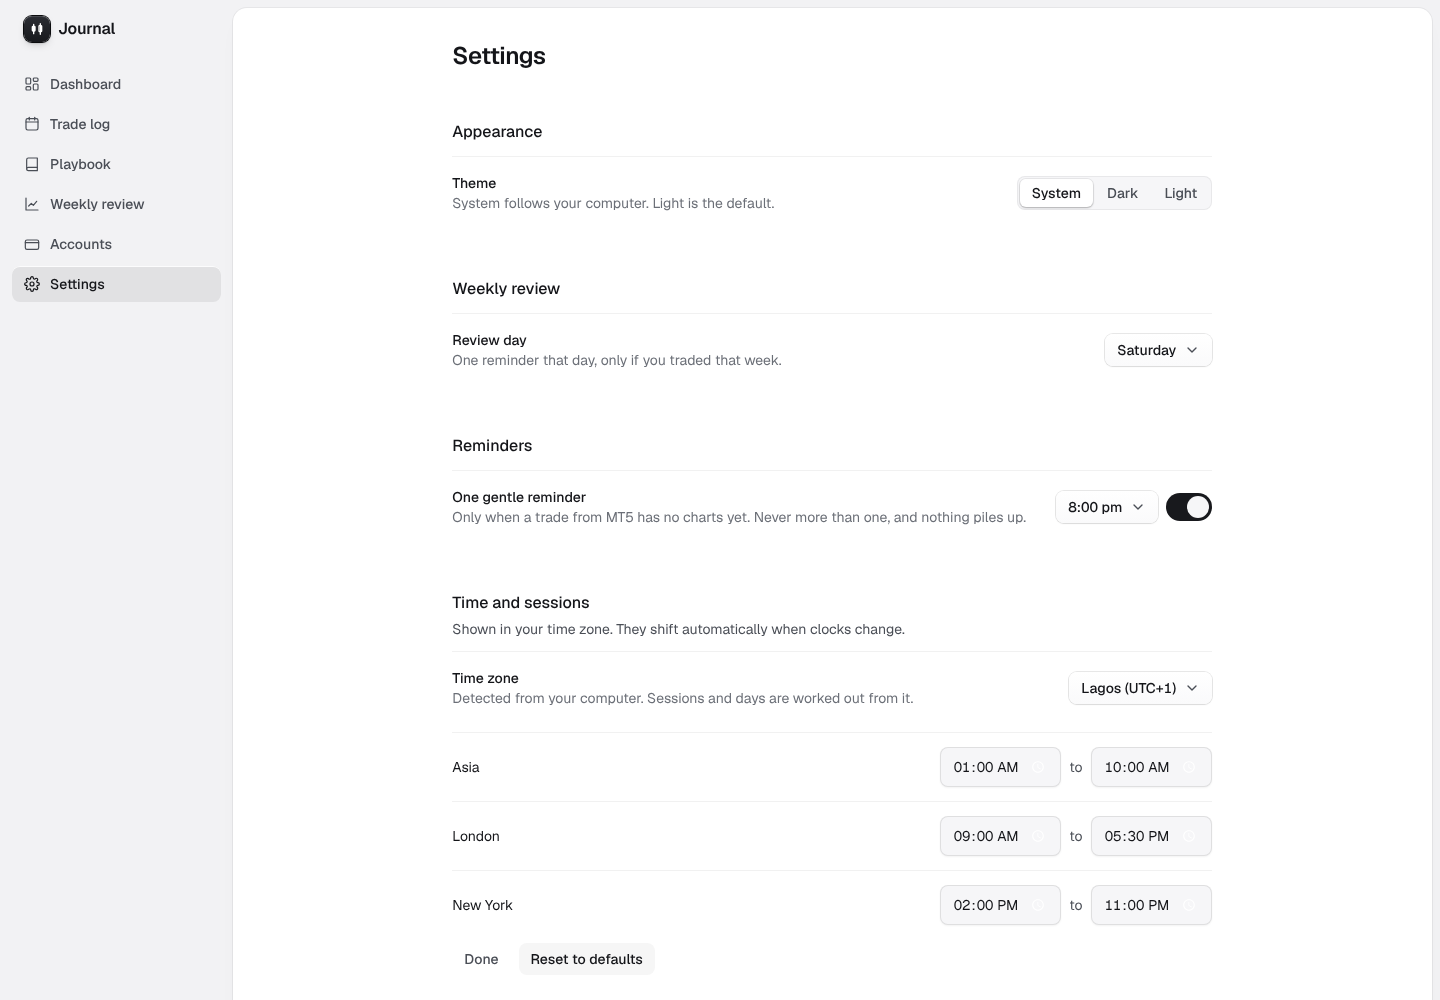 Journal
Dashboard
Trade log
Playbook
Weekly review
Accounts
Settings
Settings
Appearance
Theme
System follows your computer. Light is the default.
System Dark Light
Weekly review
Review day
One reminder that day, only if you traded that week.
Saturday
Reminders
One gentle reminder
Only when a trade from MT5 has no charts yet. Never more than one, and nothing piles up.
8:00 pm
Time and sessions
Shown in your time zone. They shift automatically when clocks change.
Time zone
Detected from your computer. Sessions and days are worked out from it.
Lagos (UTC+1)
Asia 01:00 AM to 10:00 AM
London 09:00 AM to 05:30 PM
New York 02:00 PM to 11:00 PM
Done Reset to defaults